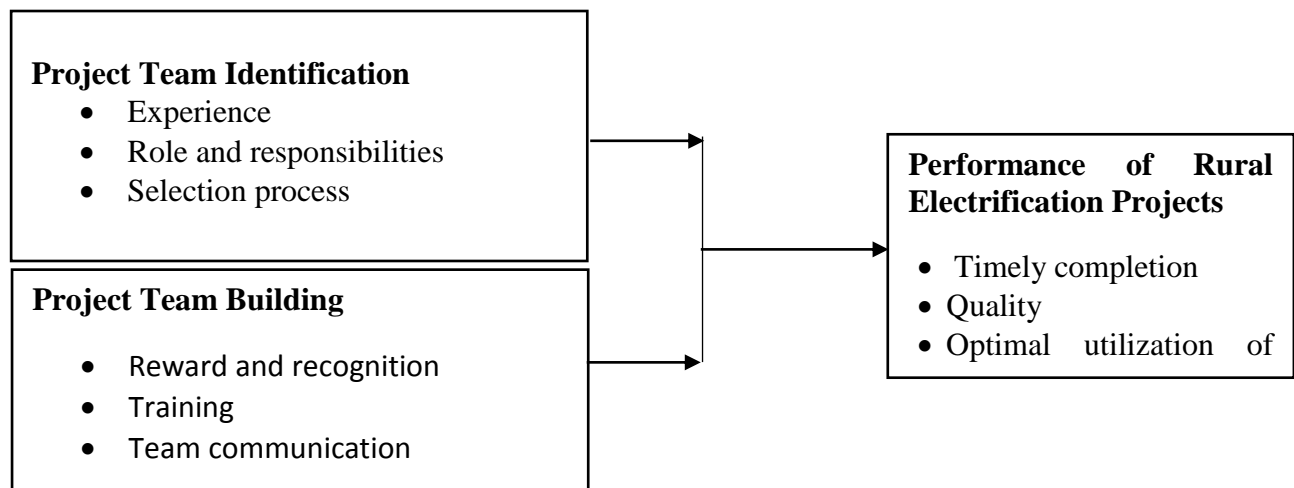 Project Team Identification
• Experience
• Role and responsibilities
• Selection process
Project Team Building
• Reward and recognition
• Training
• Team communication
Performance of Rural
Electrification Projects
• Timely completion
• Quality
• Optimal utilization of